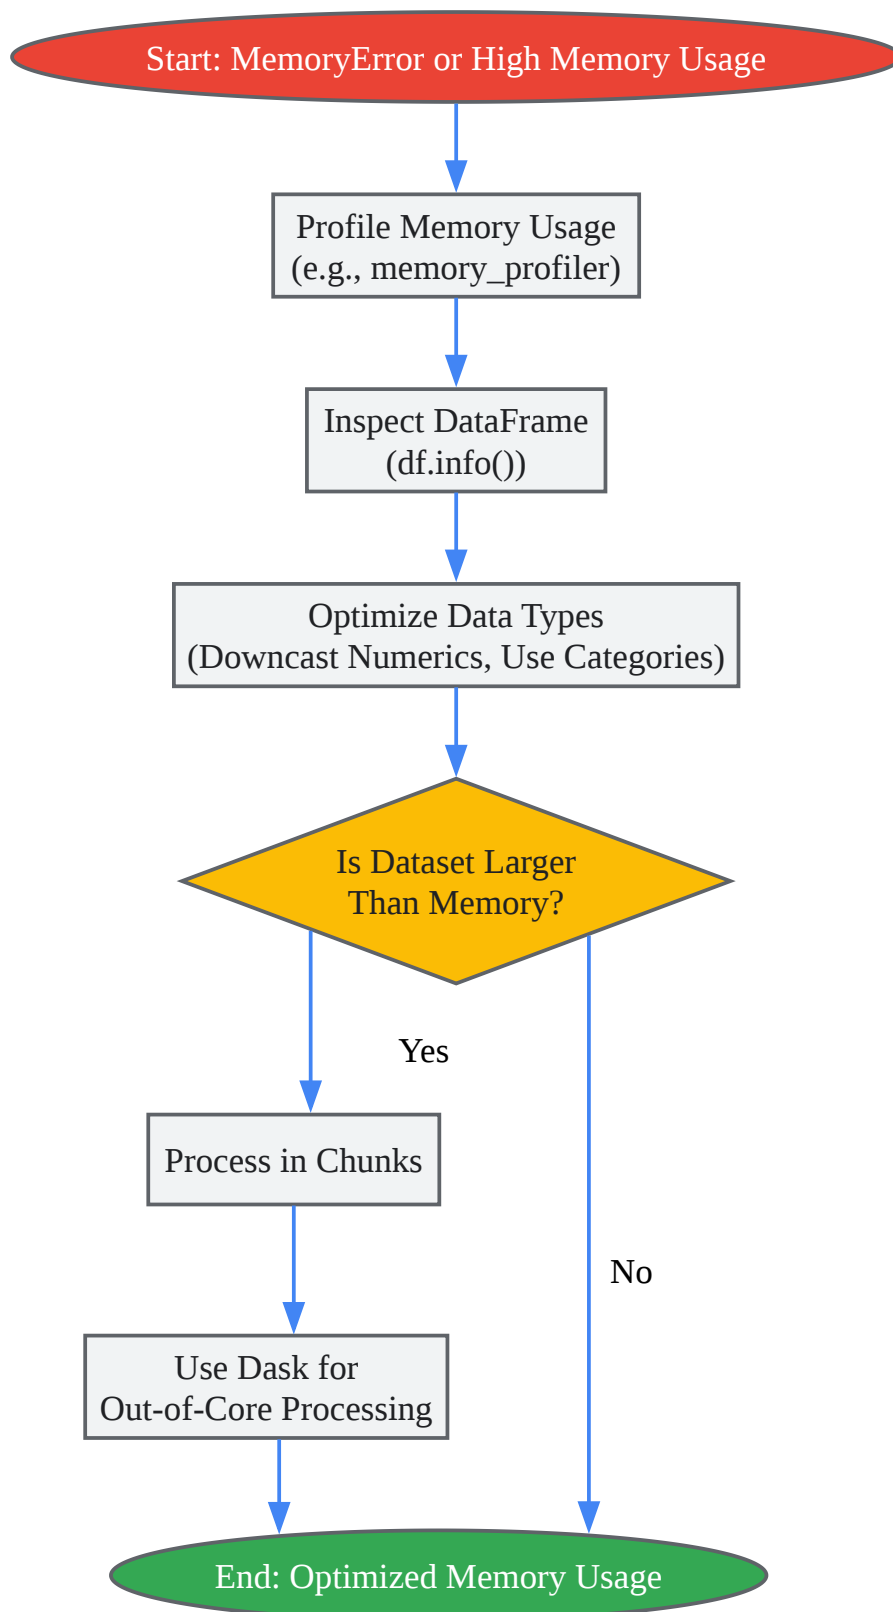 Start: MemoryError or High Memory Usage
Profile Memory Usage
(e.g., memory_profiler)
Inspect DataFrame
(df.info())
Optimize Data Types
(Downcast Numerics, Use Categories)
Is Dataset Larger
Than Memory?
Yes
Process in Chunks
No
Use Dask for
Out-of-Core Processing
End: Optimized Memory Usage